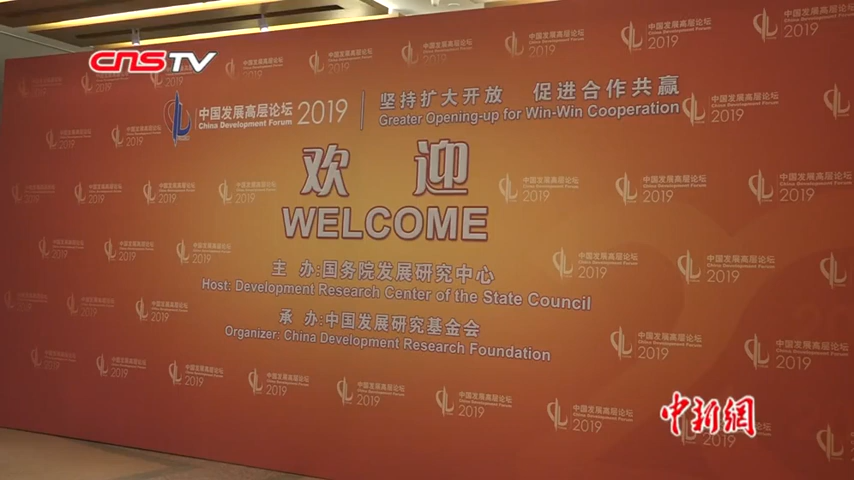 CNSTV
中国发展高层论坛 2019
China Development Forum
坚持扩大开放 促进合作共赢
Greater Opening-up for Win-Win Cooperation
欢 迎
WELCOME
主 办:国务院发展研究中心
Host: Development Research Center of the State Council
承 办:中国发展研究基金会
Organizer: China Development Research Foundation
中新網